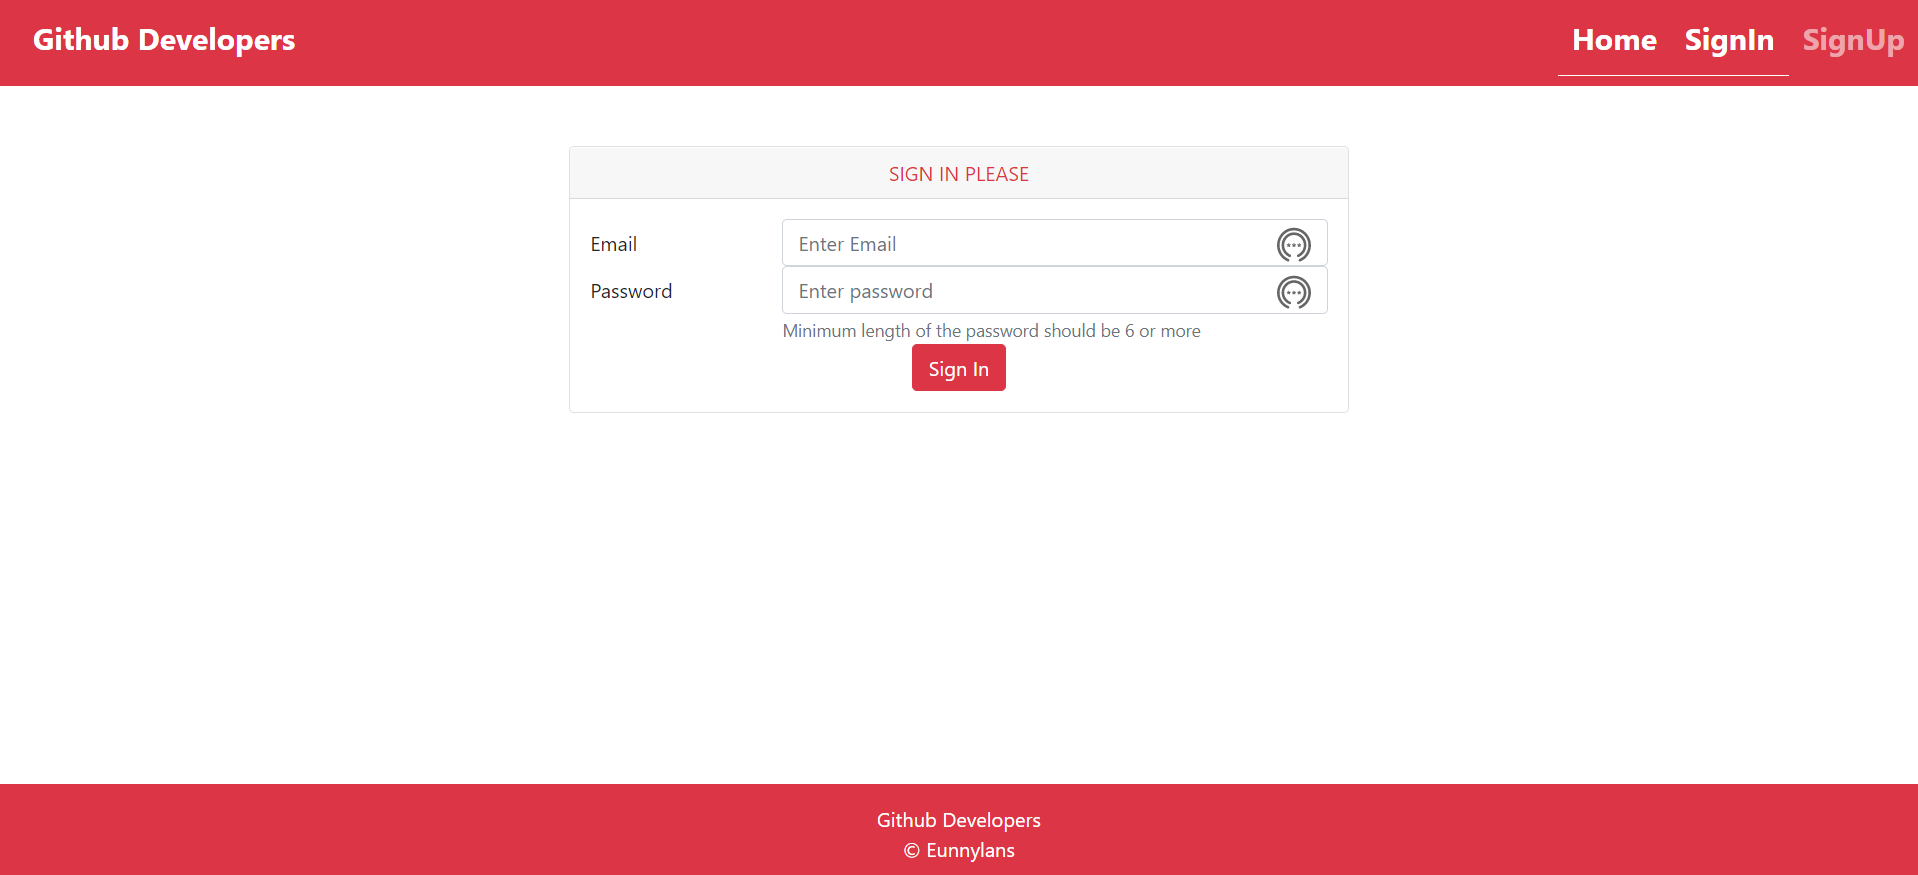 Github Developers
Home SignIn SignUp
SIGN IN PLEASE
Email
Enter Email
Password
Enter password
Minimum length of the password should be 6 or more
Sign In
Github Developers
© Eunnylans